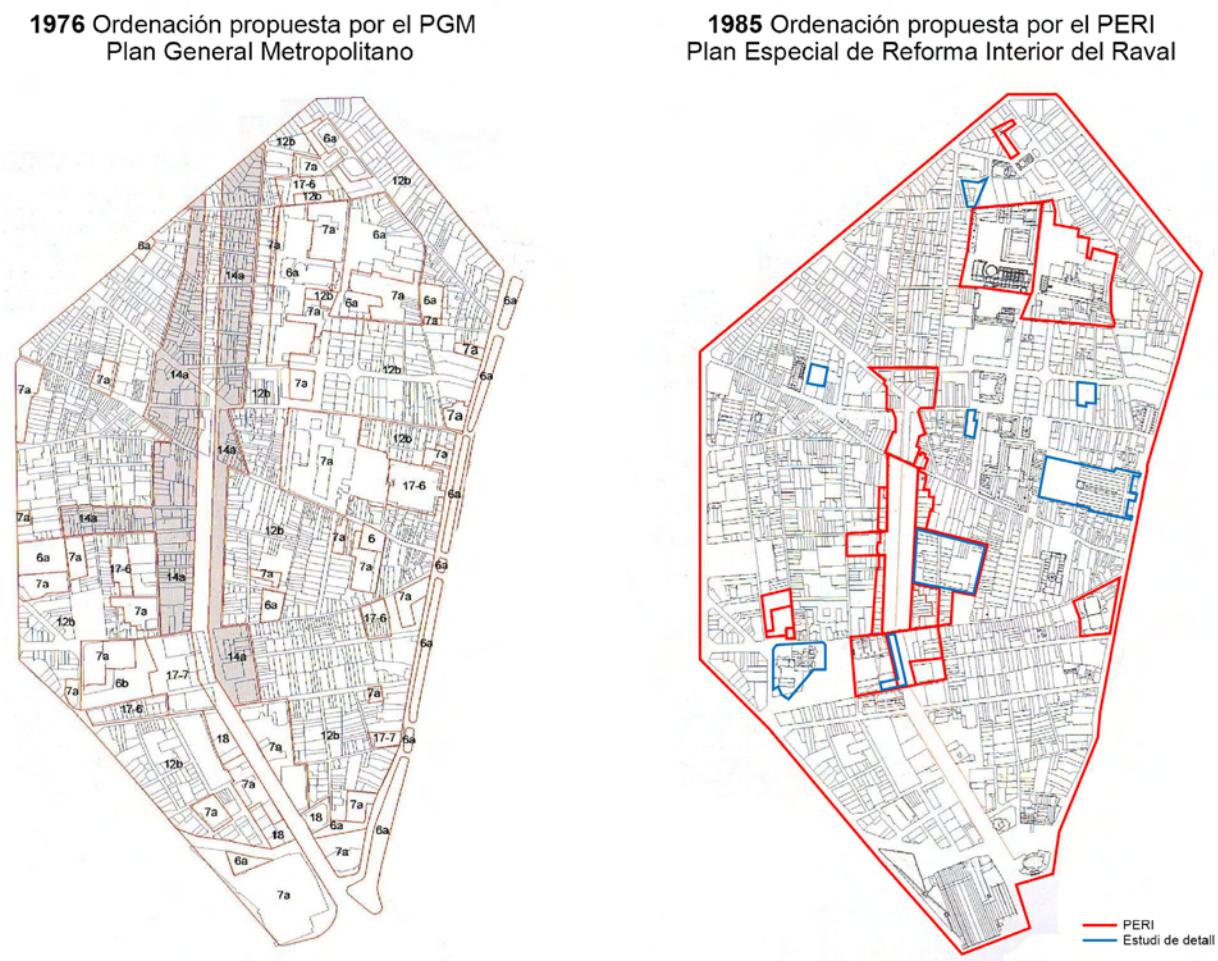 1976 Ordenación propuesta por el PGM
Plan General Metropolitano
1985 Ordenación propuesta por el PERI
Plan Especial de Reforma Interior del Raval
12b
6a
7a
17-6
12b
12b
6a
7a
6a
7a
14a
6a
12b
6a
7a
6a
6a
7a
7a
7a
14a
12b
7a
12b
6a
7a
7a
7a
14a
7a
12b
7a
17-6
6a
7a
14a
12b
7a
6
6a
7a
17-6
14a
7a
6a
7a
7a
6a
7a
17-6
12b
7a
14a
6a
7a
6b
17-7
7a
17-6
12b
18
7a
17-7
6a
12b
7a
7a
7a
18
18
6a
6a
6a
7a
7a
PERI
Estudi de detall